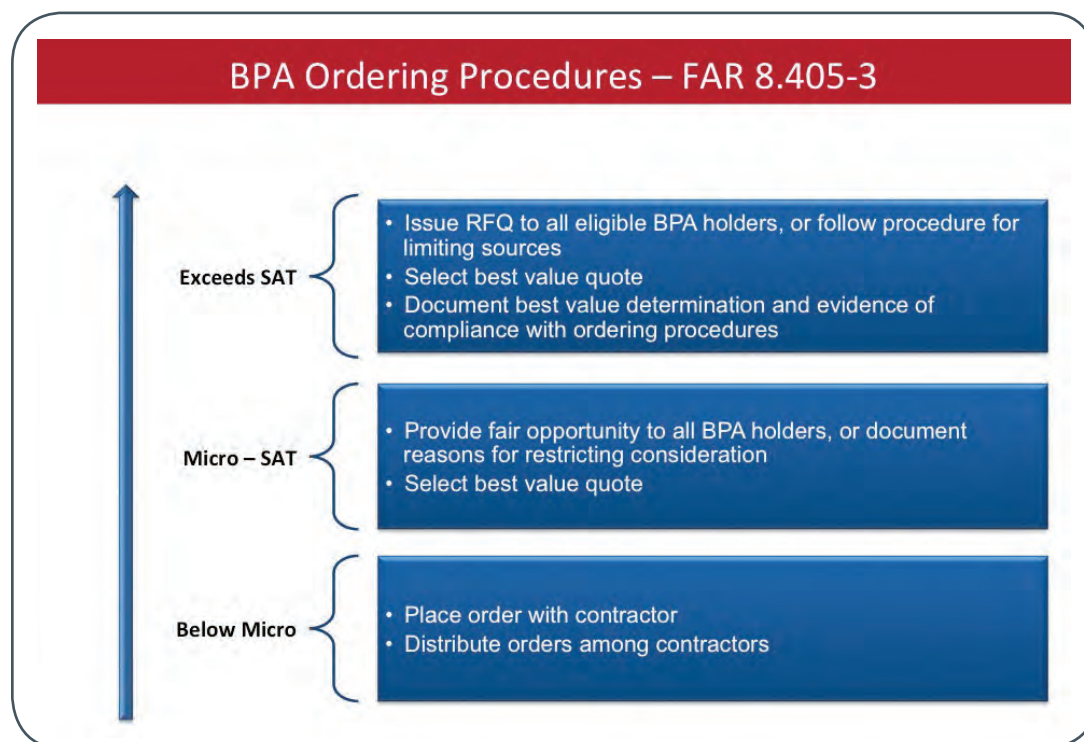 BPA Ordering Procedures – FAR 8.405-3
Exceeds SAT
• Issue RFQ to all eligible BPA holders, or follow procedure for
limiting sources
• Select best value quote
• Document best value determination and evidence of
compliance with ordering procedures
Micro – SAT
• Provide fair opportunity to all BPA holders, or document
reasons for restricting consideration
• Select best value quote
Below Micro
• Place order with contractor
• Distribute orders among contractors